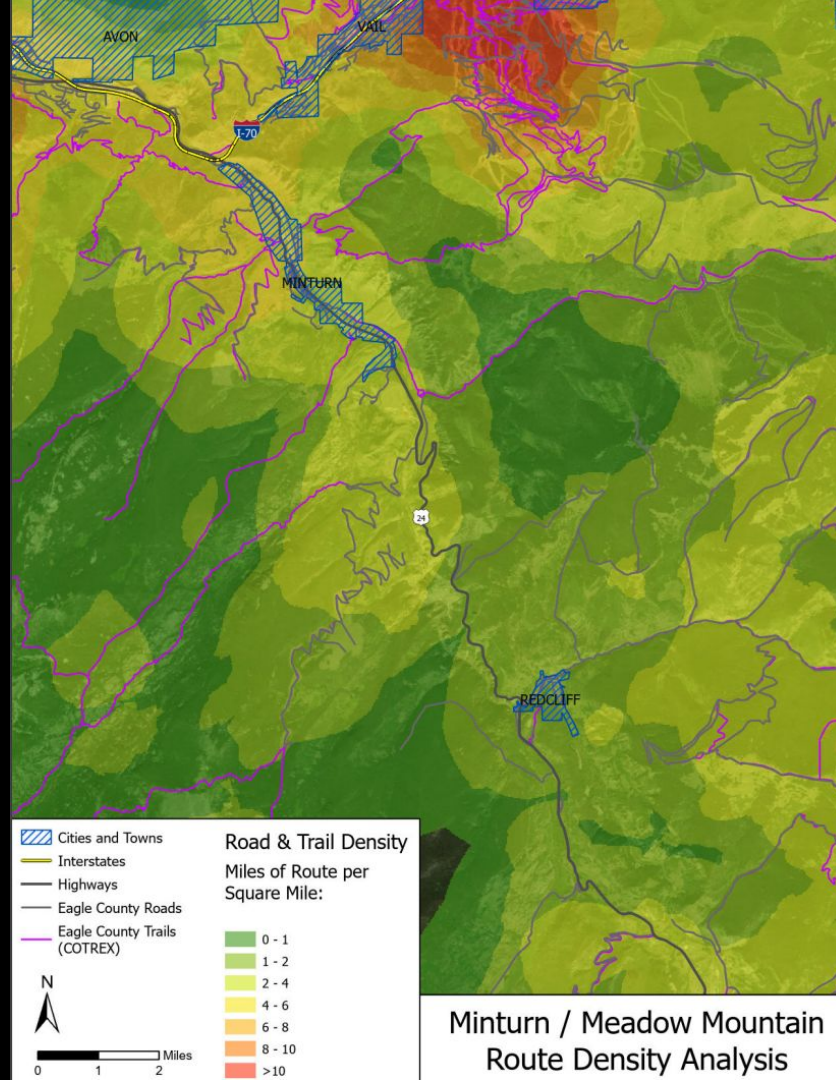 AVON
VAIL
I-70
MINTURN
24
REDCLIFF
Cities and Towns
Interstates
Highways
Eagle County Roads
Eagle County Trails
(COTREX)
N
0 1 2 Miles
Road & Trail Density
Miles of Route per
Square Mile:
0 - 1
1 - 2
2 - 4
4 - 6
6 - 8
8 - 10
>10
Minturn / Meadow Mountain
Route Density Analysis